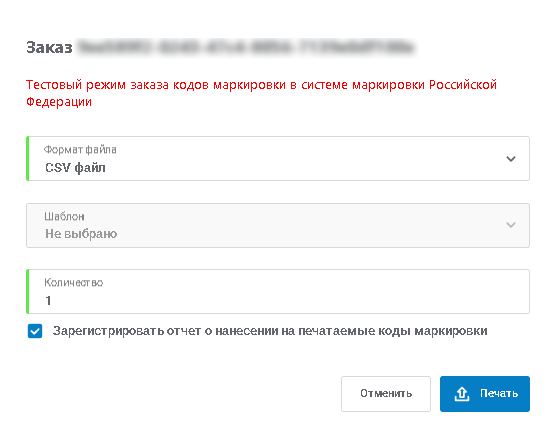 Заказ
Тестовый режим заказа кодов маркировки в системе маркировки Российской
Федерации
Формат файла
CSV файл
Шаблон
Не выбрано
Количество
1
Зарегистрировать отчет о нанесении на печатаемые коды маркировки
Отменить
Печать